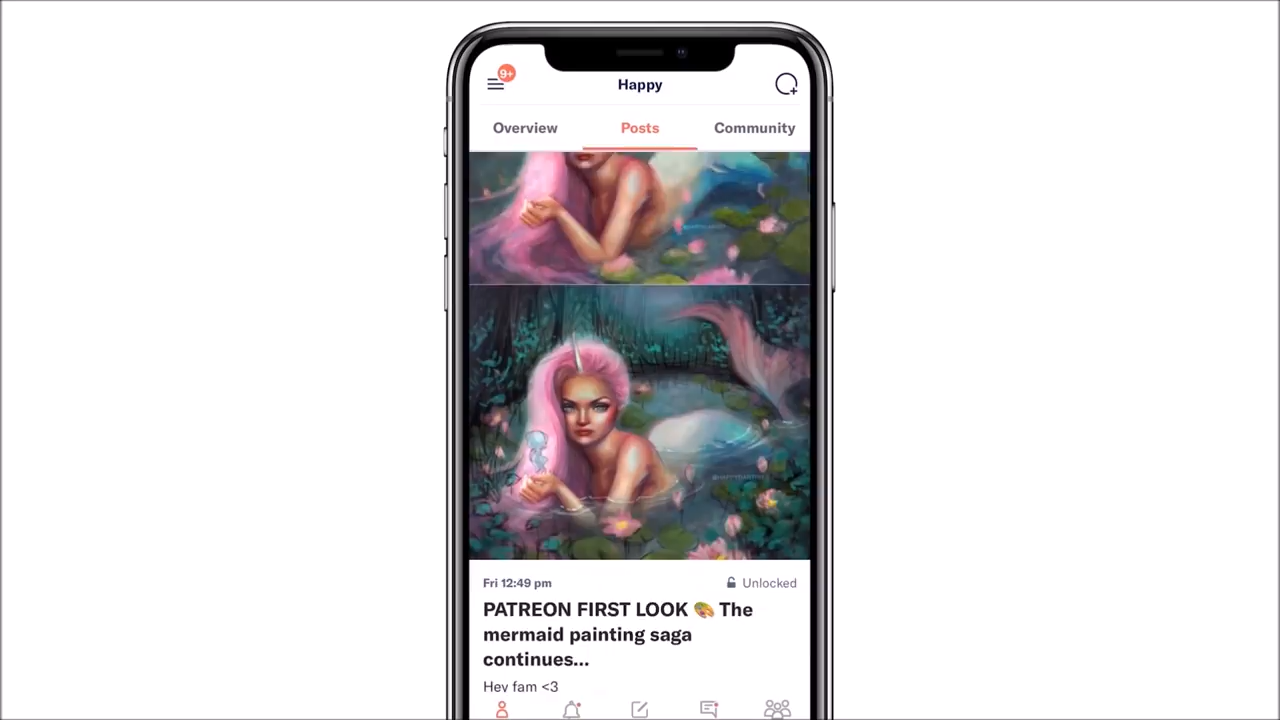 9+
Happy
Overview Posts Community
Fri 12:49 pm
Unlocked
PATREON FIRST LOOK 🎨 The
mermaid painting saga
continues...
Hey fam <3